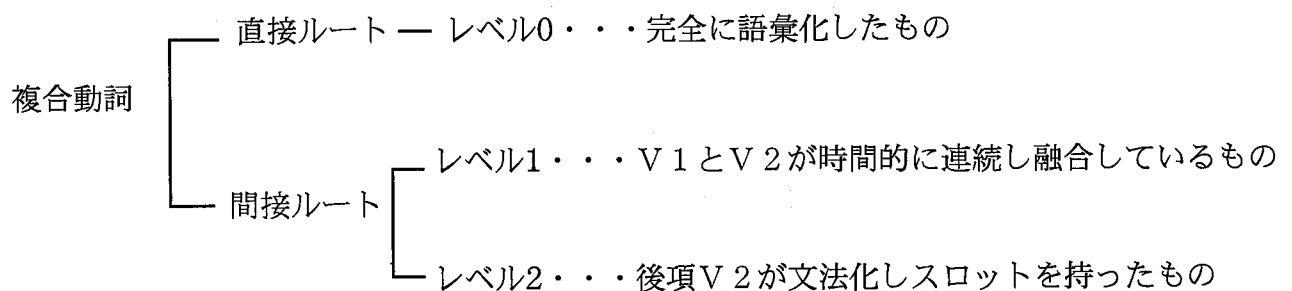 直接ルート ― レベル0・・・完全に語彙化したもの
複合動詞
レベル1・・・V1とV2が時間的に連続し融合しているもの
間接ルート
レベル2・・・後項V2が文法化しスロットを持ったもの